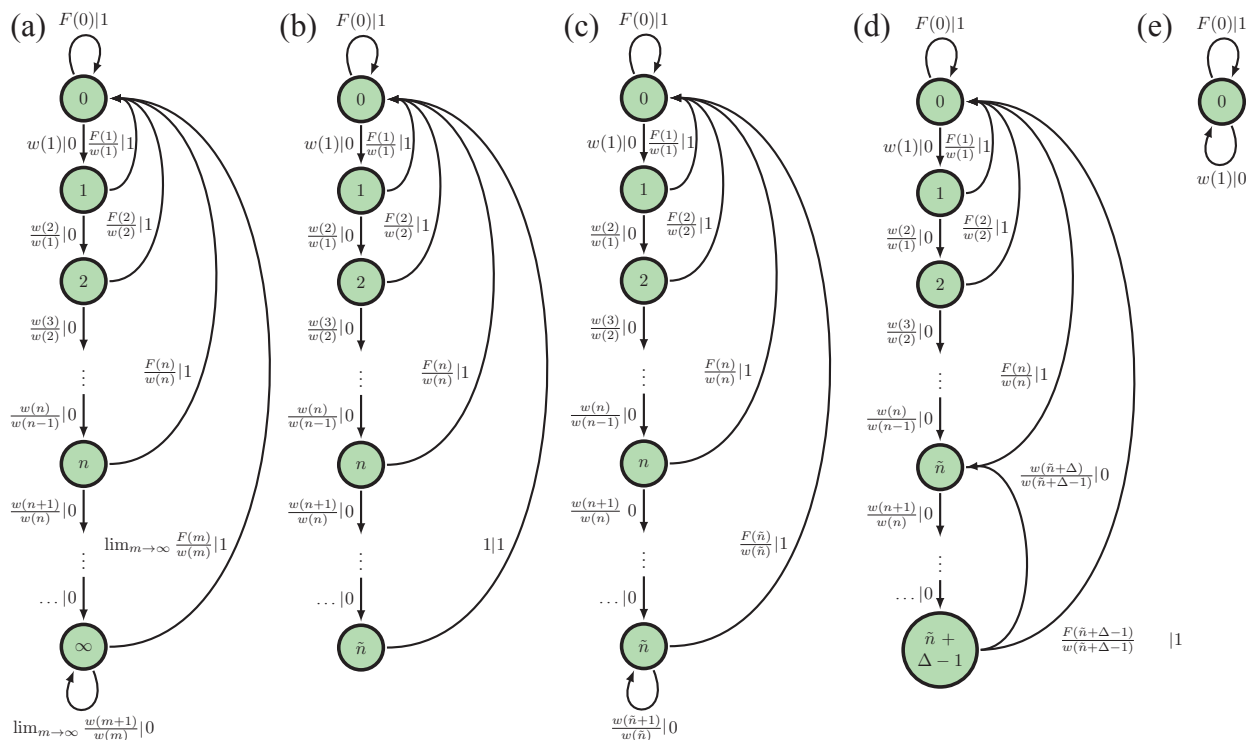 (a)
F(0)|1
0
w(1)|0
F(1)/w(1)|1
1
w(2)/w(1)|0
F(2)/w(2)|1
2
w(3)/w(2)|0
⋮
F(n)/w(n)|1
w(n)/w(n−1)|0
n
w(n+1)/w(n)|0
lim_{m→∞} F(m)/w(m)|1
⋮
...|0
∞
lim_{m→∞} w(m+1)/w(m)|0
(b)
F(0)|1
0
w(1)|0
F(1)/w(1)|1
1
w(2)/w(1)|0
F(2)/w(2)|1
2
w(3)/w(2)|0
⋮
F(n)/w(n)|1
w(n)/w(n−1)|0
n
w(n+1)/w(n)|0
1|1
⋮
...|0
ñ
(c)
F(0)|1
0
w(1)|0
F(1)/w(1)|1
1
w(2)/w(1)|0
F(2)/w(2)|1
2
w(3)/w(2)|0
⋮
F(n)/w(n)|1
w(n)/w(n−1)|0
n
w(n+1)/w(n) 0
F(ñ)/w(ñ)|1
⋮
...|0
ñ
w(ñ+1)/w(ñ)|0
(d)
F(0)|1
0
w(1)|0
F(1)/w(1)|1
1
w(2)/w(1)|0
F(2)/w(2)|1
2
w(3)/w(2)|0
⋮
F(n)/w(n)|1
w(n)/w(n−1)|0
ñ
w(ñ+Δ)/w(ñ+Δ−1)|0
w(n+1)/w(n)|0
⋮
...|0
ñ +
Δ − 1
F(ñ+Δ−1)/w(ñ+Δ−1) |1
(e)
F(0)|1
0
w(1)|0